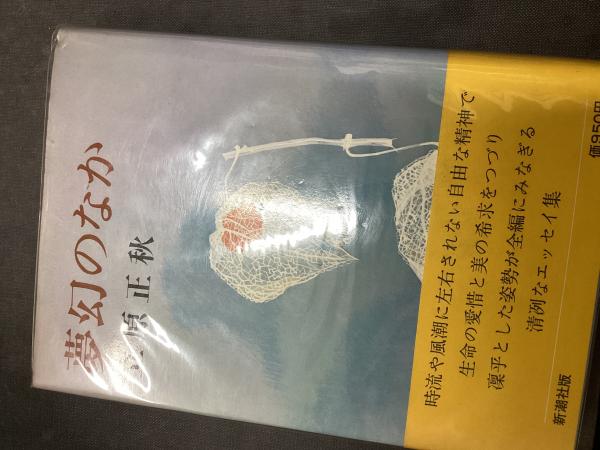 夢幻のなか
立原正秋
時流や風潮に左右されない自由な精神で
生命の愛惜と美の希求をつづり
凜乎とした姿勢が全編にみなぎる
清冽なエッセイ集
新潮社版
価950円